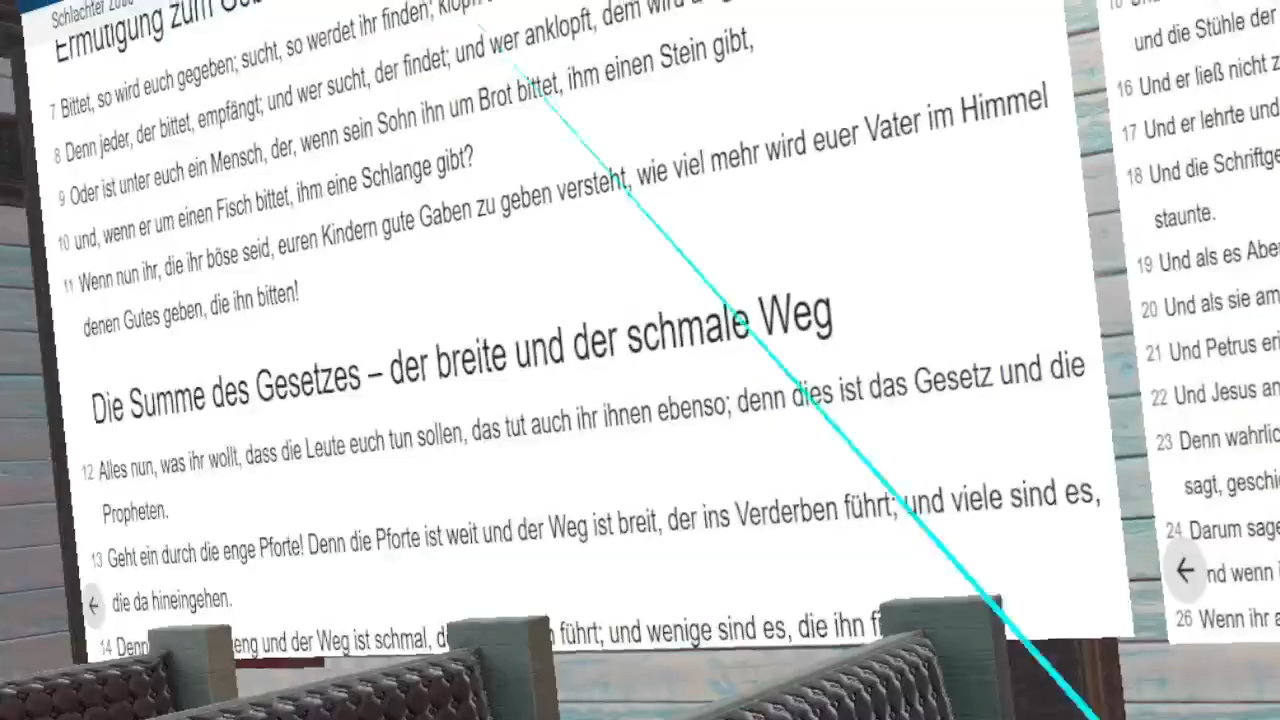 Schlachter 2000
Ermutigung zum
7 Bittet, so wird euch gegeben; sucht, so werdet ihr finden;
8 Denn jeder, der bittet, empfängt; und wer sucht, der findet; und wer anklopft, dem wird
9 Oder ist unter euch ein Mensch, der, wenn sein Sohn ihn um Brot bittet, ihm einen Stein gibt,
10 und, wenn er um einen Fisch bittet, ihm eine Schlange gibt?
11 Wenn nun ihr, die ihr böse seid, euren Kindern gute Gaben zu geben versteht, wie viel mehr wird euer Vater im Himmel
denen Gutes geben, die ihn bitten!
Die Summe des Gesetzes – der breite und der schmale Weg
12 Alles nun, was ihr wollt, dass die Leute euch tun sollen, das tut auch ihr ihnen ebenso; denn dies ist das Gesetz und die
Propheten.
13 Geht ein durch die enge Pforte! Denn die Pforte ist weit und der Weg ist breit, der ins Verderben führt; und viele sind es,
die da hineingehen.
14 und der Weg ist schmal, führt; und wenige sind es, die ihn
und die Stühle der
16 Und er ließ nicht
17 Und er lehrte und
18 Und die
staunte.
19 Und als es
20 Und als sie am
21 Und Petrus
22 Und Jesus
23 Denn
sagt,
24 Darum
wenn
26 Wenn ihr